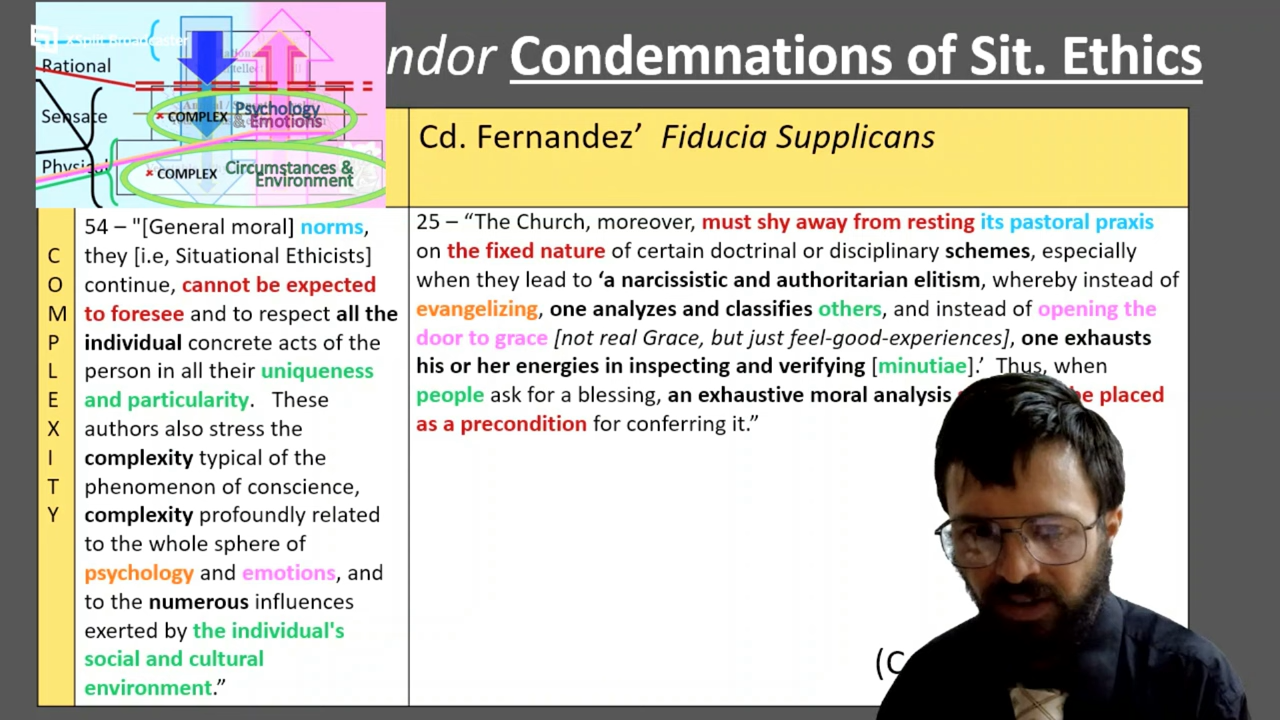 XSplit Broadcaster
ndor Condemnations of Sit. Ethics
Rational
Sensate
Physical
× COMPLEX Psychology
& Emotions
× COMPLEX Circumstances &
Environment
Cd. Fernandez’ Fiducia Supplicans
C
O
M
P
L
E
X
I
T
Y
54 – "[General moral] norms,
they [i.e, Situational Ethicists]
continue, cannot be expected
to foresee and to respect all the
individual concrete acts of the
person in all their uniqueness
and particularity. These
authors also stress the
complexity typical of the
phenomenon of conscience,
complexity profoundly related
to the whole sphere of
psychology and emotions, and
to the numerous influences
exerted by the individual's
social and cultural
environment.”
25 – “The Church, moreover, must shy away from resting its pastoral praxis
on the fixed nature of certain doctrinal or disciplinary schemes, especially
when they lead to ‘a narcissistic and authoritarian elitism, whereby instead of
evangelizing, one analyzes and classifies others, and instead of opening the
door to grace [not real Grace, but just feel-good-experiences], one exhausts
his or her energies in inspecting and verifying [minutiae].’ Thus, when
people ask for a blessing, an exhaustive moral analysis be placed
as a precondition for conferring it.”
(C